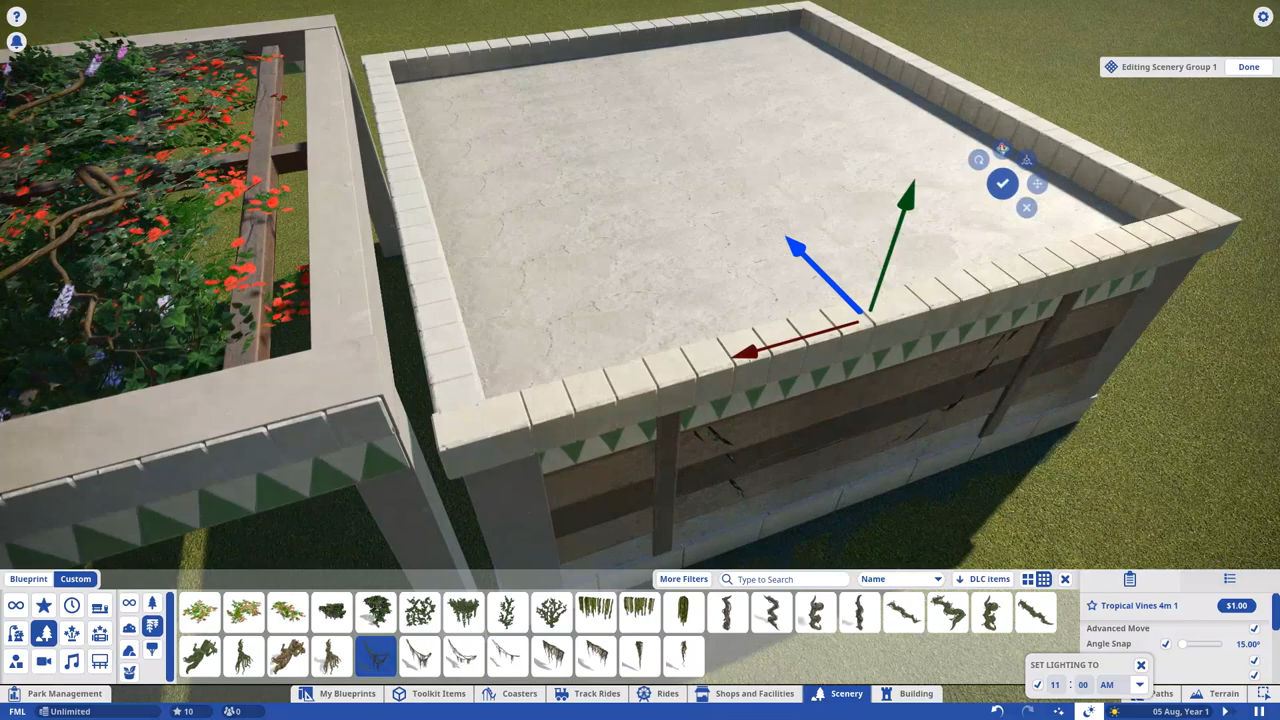 Editing Scenery Group 1 Done
Blueprint Custom More Filters Type to Search Name DLC items
Tropical Vines 4m 1 $1.00
Advanced Move
Angle Snap 15.00°
SET LIGHTING TO
11 : 00 AM
Park Management My Blueprints Toolkit Items Coasters Track Rides Rides Shops and Facilities Scenery Building Paths Terrain
FML Unlimited 10 0 05 Aug, Year 1